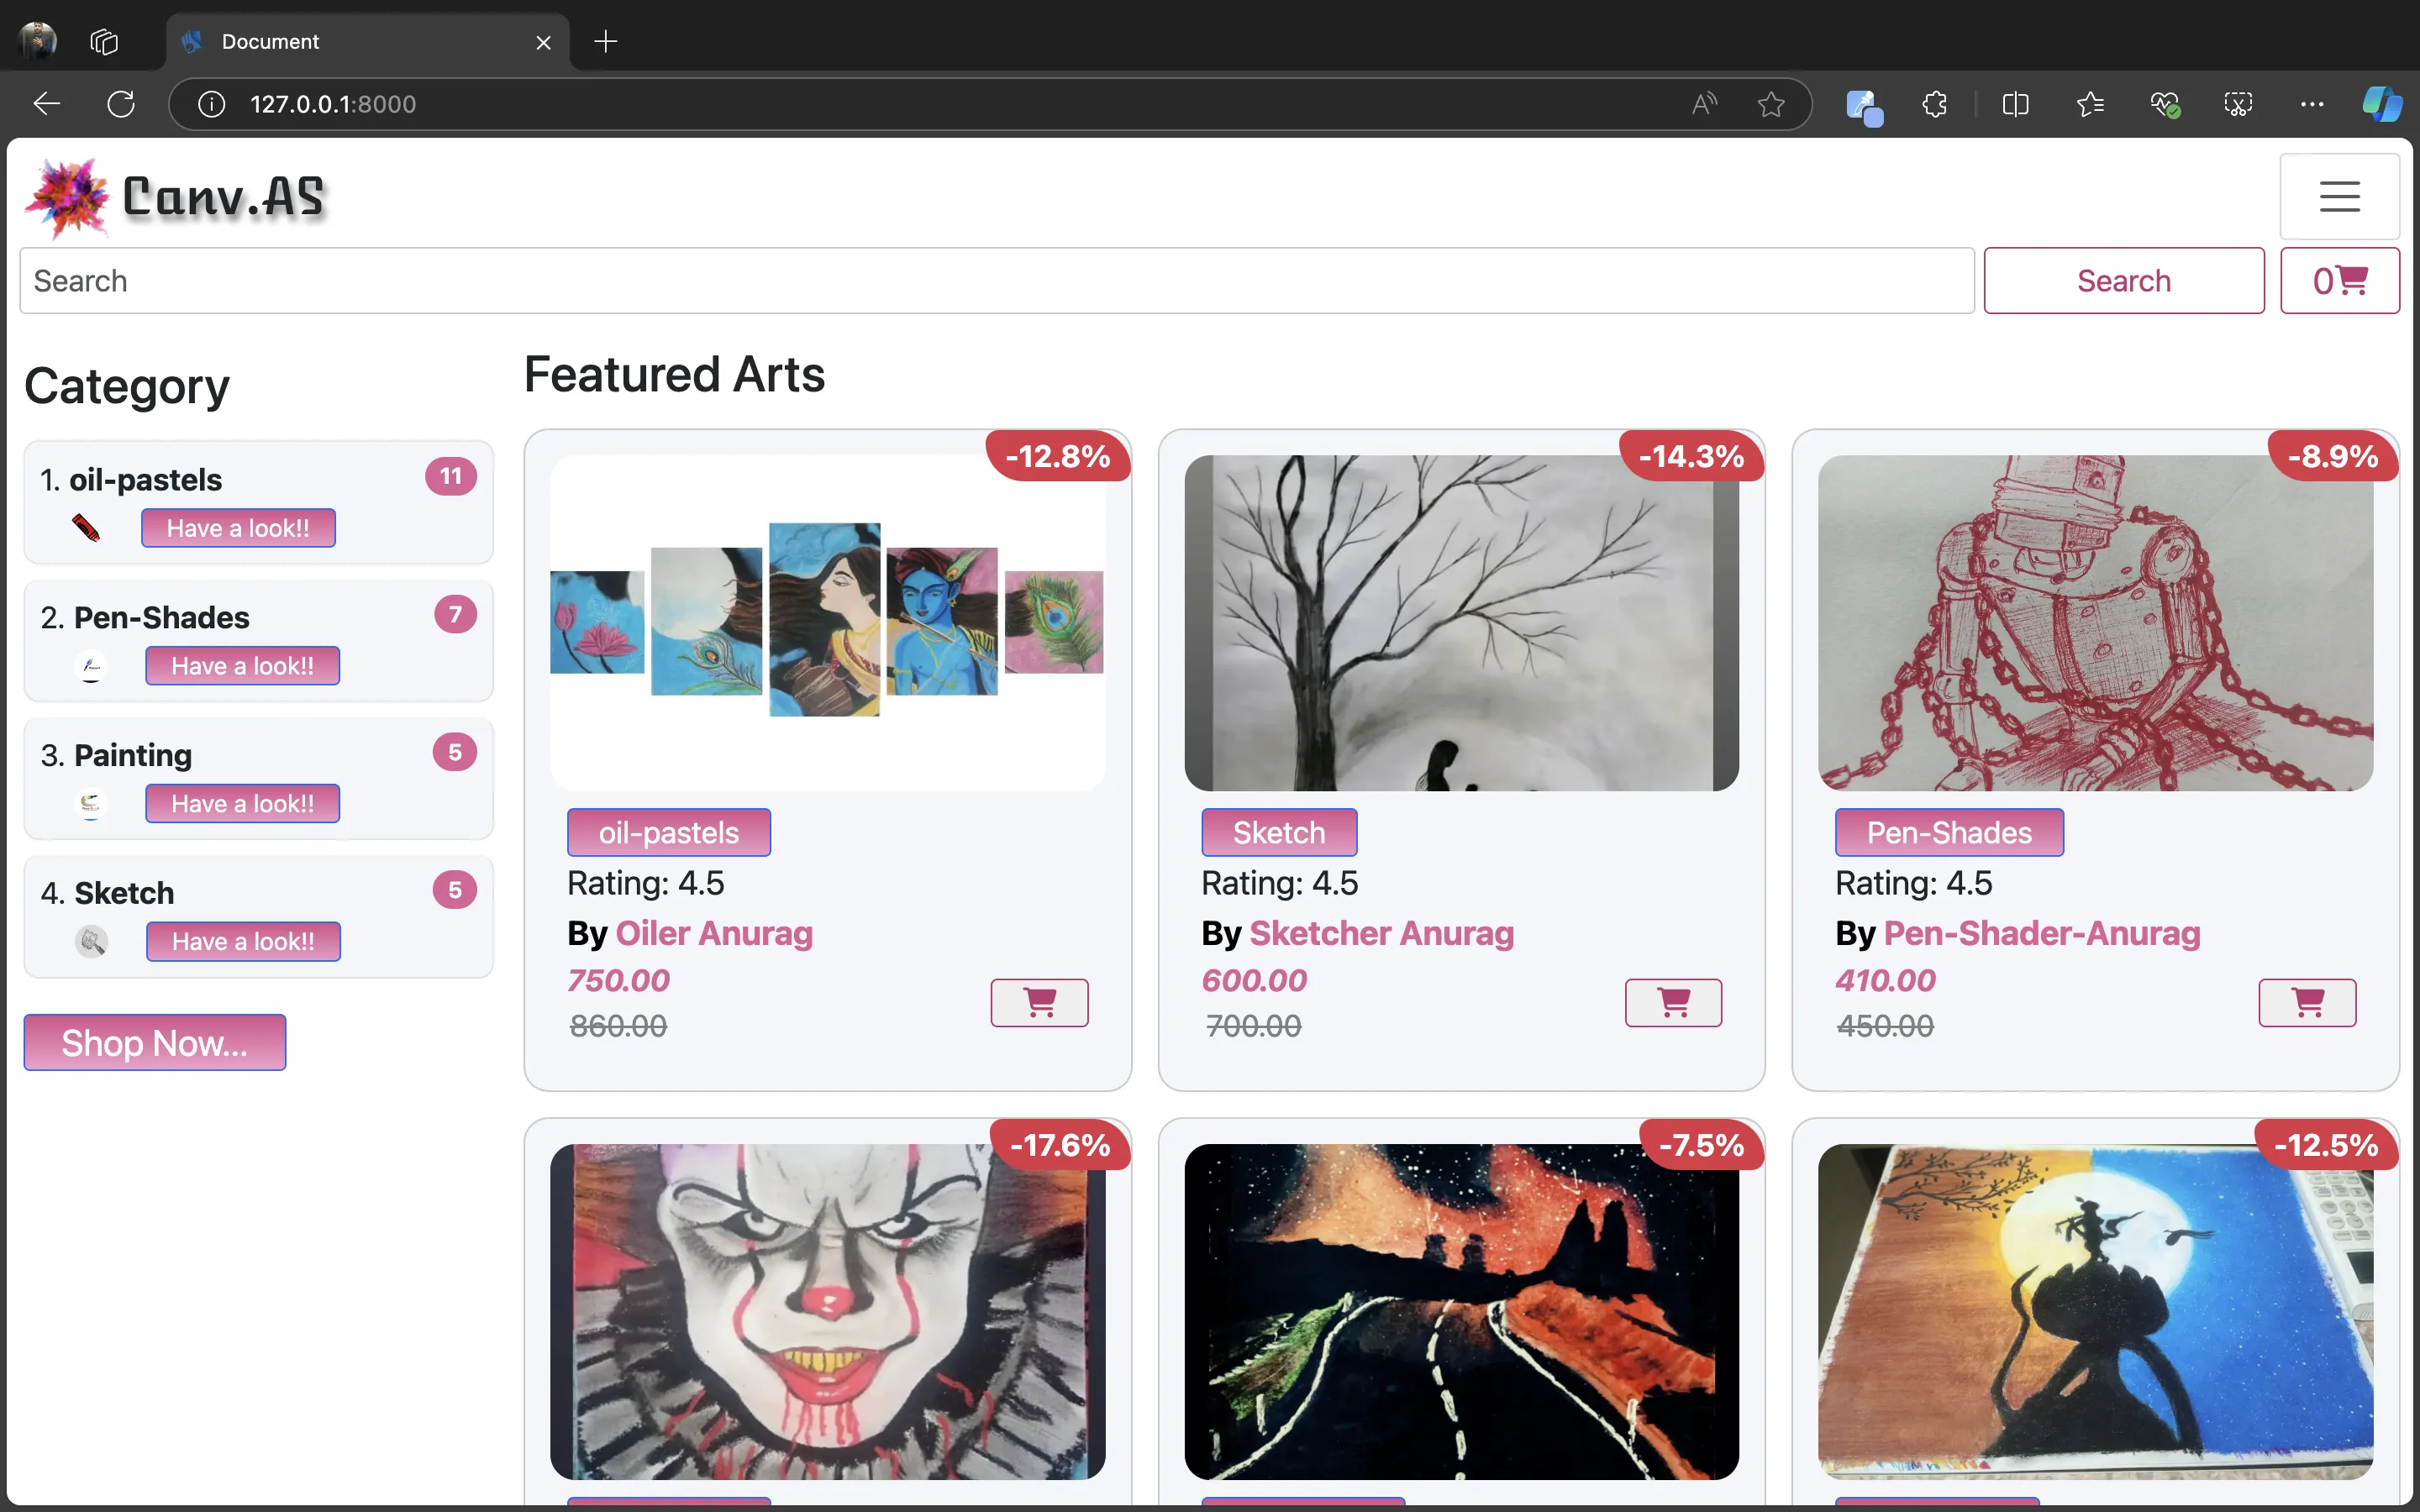 Document
127.0.0.1:8000
Canv.AS
Search
Search
0
Category
1. oil-pastels
11
Have a look!!
2. Pen-Shades
7
Have a look!!
3. Painting
5
Have a look!!
4. Sketch
5
Have a look!!
Shop Now...
Featured Arts
-12.8%
oil-pastels
Rating: 4.5
By Oiler Anurag
750.00
860.00
-14.3%
Sketch
Rating: 4.5
By Sketcher Anurag
600.00
700.00
-8.9%
Pen-Shades
Rating: 4.5
By Pen-Shader-Anurag
410.00
450.00
-17.6%
-7.5%
-12.5%